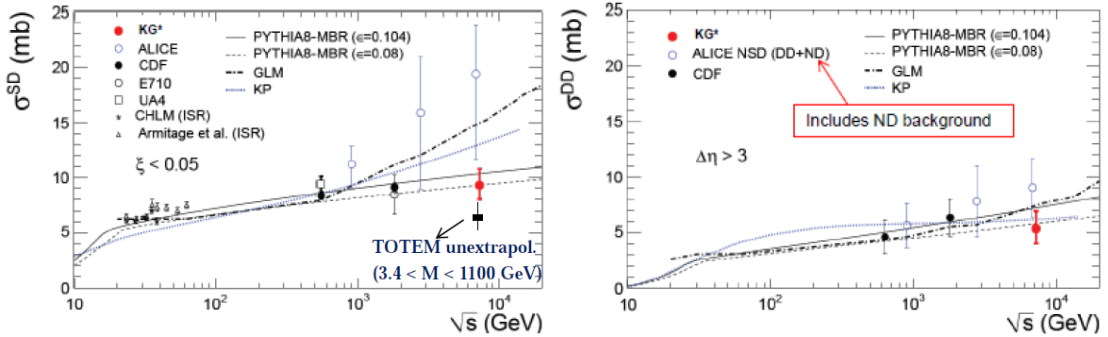 σ^SD (mb)
25
20
15
10
5
0
KG*
ALICE
CDF
E710
UA4
CHLM (ISR)
Armitage et al. (ISR)
ξ < 0.05
PYTHIA8-MBR (ϵ=0.104)
PYTHIA8-MBR (ϵ=0.08)
GLM
KP
TOTEM unextrapol.
(3.4 < M < 1100 GeV)
10 10² 10³ 10⁴
√s (GeV)
σ^DD (mb)
25
20
15
10
5
0
KG*
ALICE NSD (DD+ND)
CDF
PYTHIA8-MBR (ϵ=0.104)
PYTHIA8-MBR (ϵ=0.08)
GLM
KP
Includes ND background
Δη > 3
10 10² 10³ 10⁴
√s (GeV)